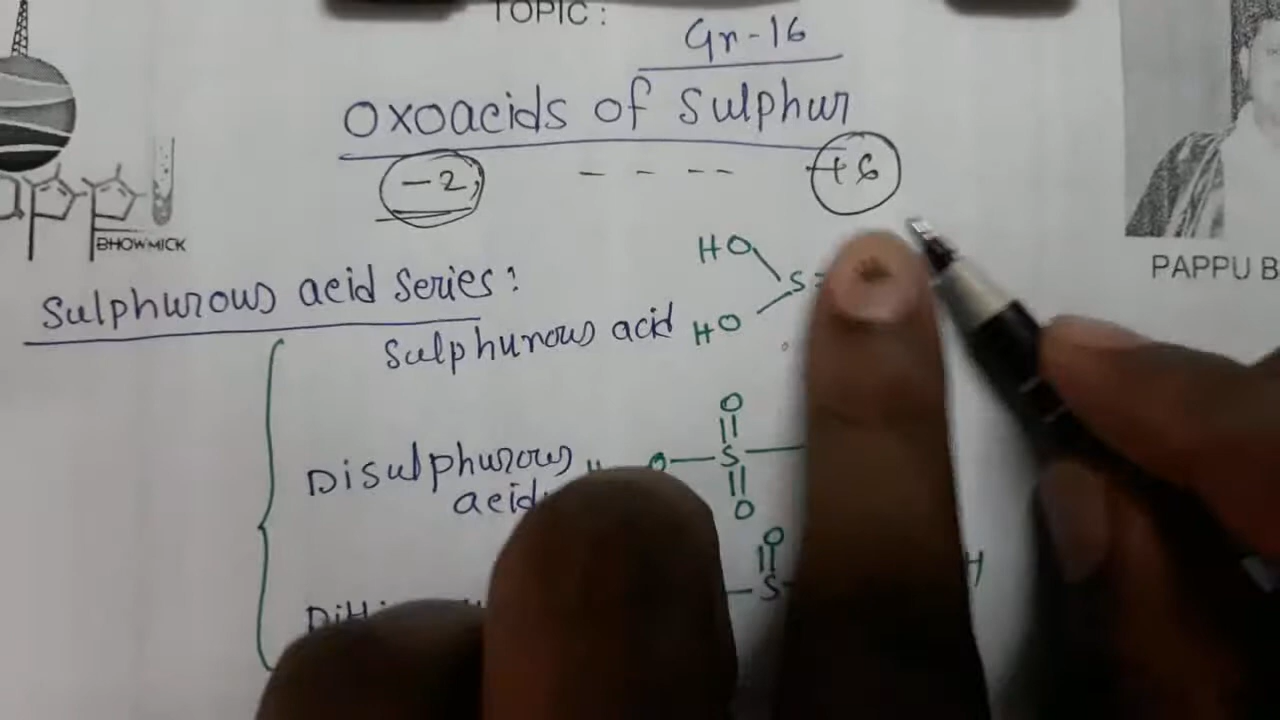 TOPIC :
Gr-16
Oxoacids of Sulphur
-2, - - - - +6
BHOWMICK
PAPPU B
Sulphurous acid Series:
Sulphurous acid
HO
S=
HO
O
Disulphurous
O-S-
acid
O
O
-S
H